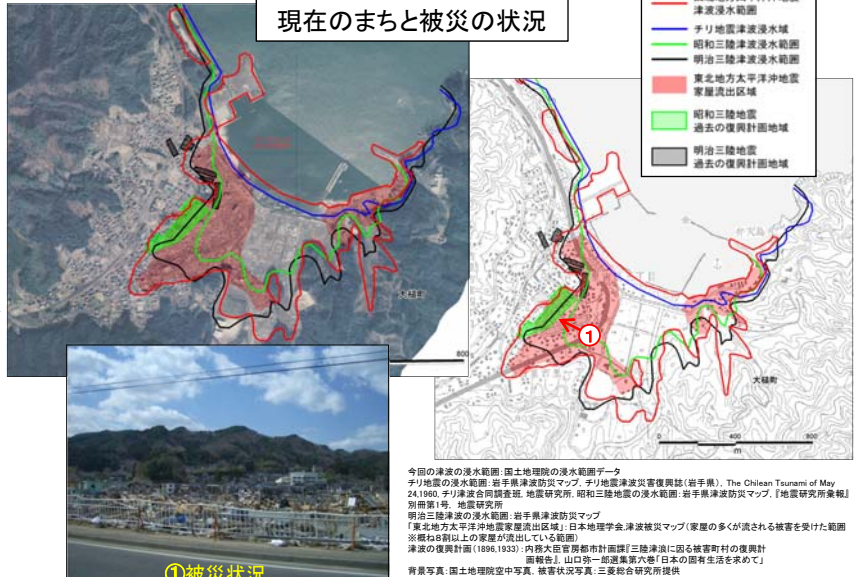 現在のまちと被災の状況
津波浸水範囲
チリ地震津波浸水域
昭和三陸津波浸水範囲
明治三陸津波浸水範囲
東北地方太平洋沖地震
家屋流出区域
昭和三陸地震
過去の復興計画地域
明治三陸地震
過去の復興計画地域
大槌町
800
①
弁天島
大槌町
0 400 800
m
①被災状況
今回の津波の浸水範囲:国土地理院の浸水範囲データ
チリ地震の浸水範囲:岩手県津波防災マップ、チリ地震津波災害復興誌(岩手県)、The Chilean Tsunami of May
24,1960, チリ津波合同調査班, 地震研究所, 昭和三陸地震の浸水範囲:岩手県津波防災マップ、『地震研究所彙報』
別冊第1号, 地震研究所
明治三陸津波の浸水範囲:岩手県津波防災マップ
「東北地方太平洋沖地震家屋流出区域」:日本地理学会,津波被災マップ(家屋の多くが流される被害を受けた範囲
※概ね8割以上の家屋が流出している範囲)
津波の復興計画(1896,1933):内務大臣官房都市計画課『三陸津浪に因る被害町村の復興計
画報告』, 山口弥一郎選集第六巻「日本の固有生活を求めて」
背景写真:国土地理院空中写真, 被害状況写真:三菱総合研究所提供